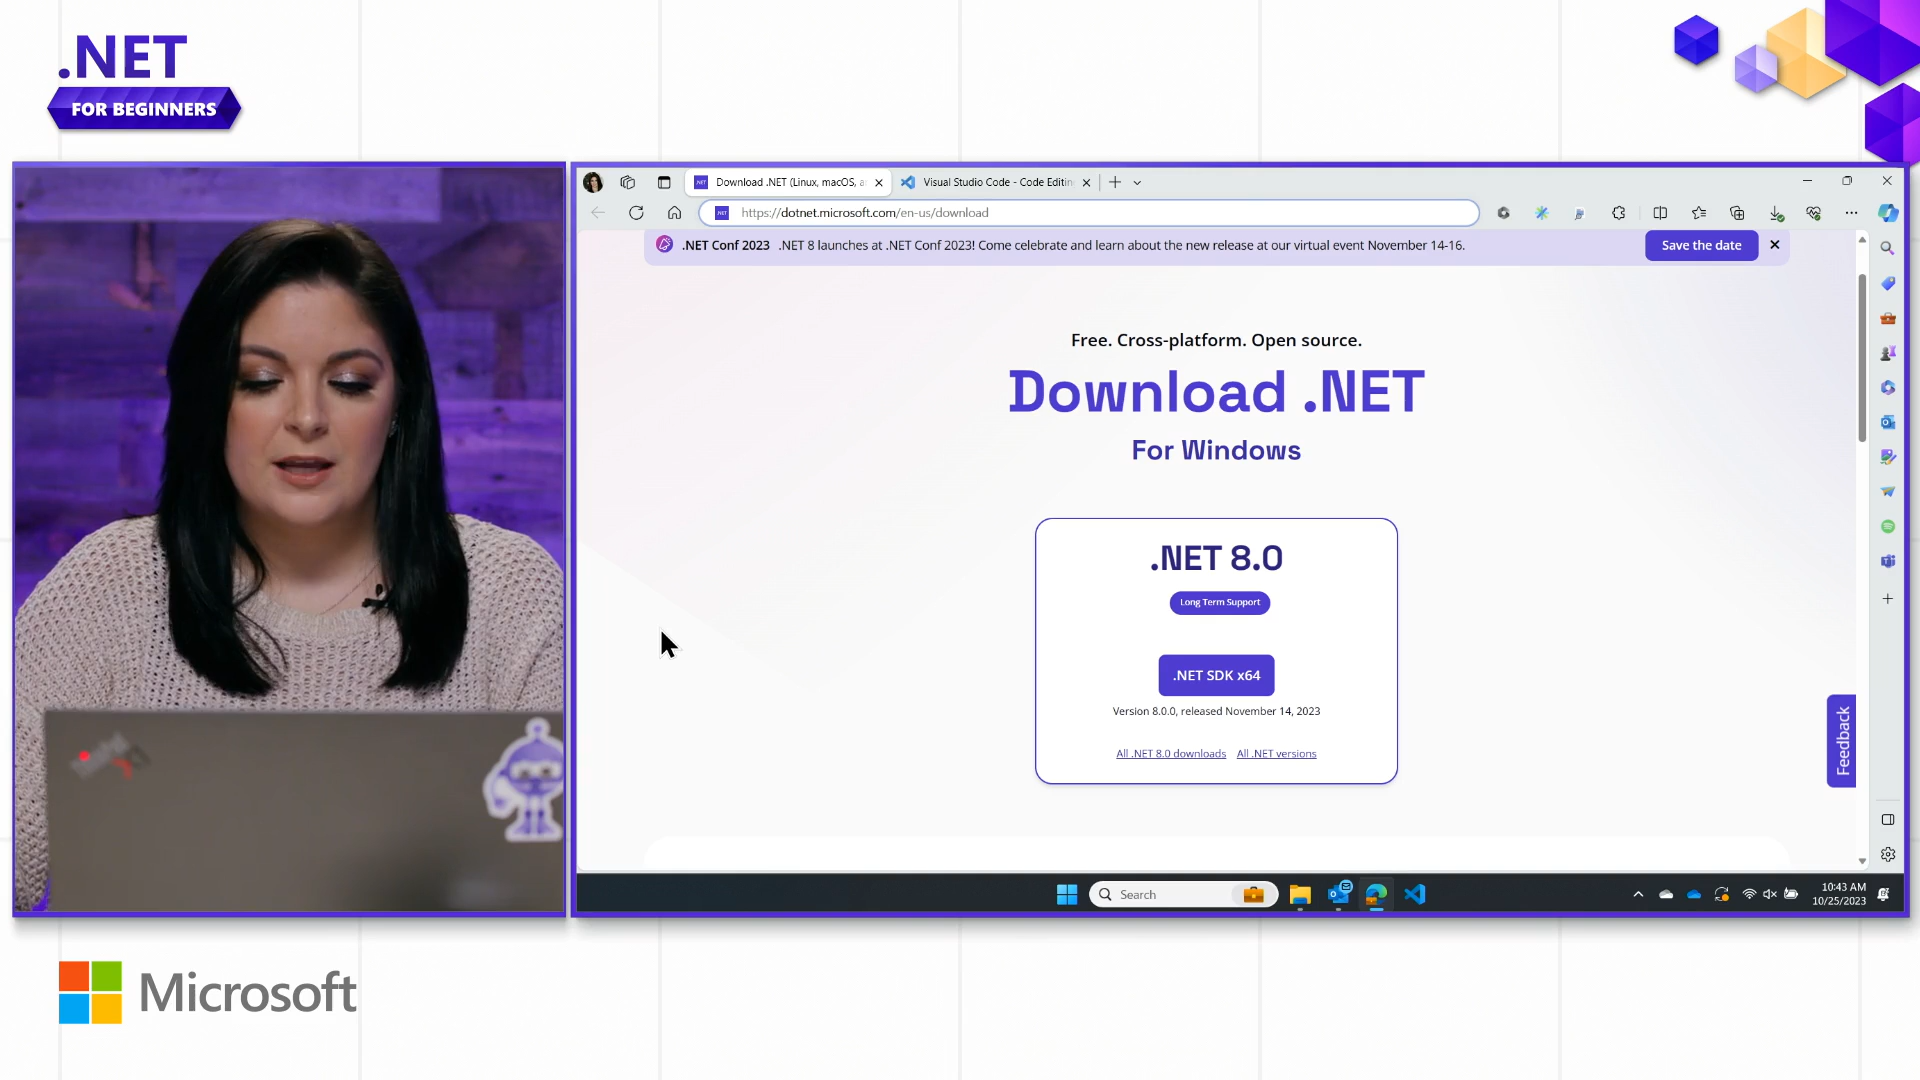 .NET
FOR BEGINNERS
Download .NET (Linux, macOS, a
Visual Studio Code - Code Editin
https://dotnet.microsoft.com/en-us/download
.NET Conf 2023 .NET 8 launches at .NET Conf 2023! Come celebrate and learn about the new release at our virtual event November 14-16.
Save the date
Free. Cross-platform. Open source.
Download .NET
For Windows
.NET 8.0
Long Term Support
.NET SDK x64
Version 8.0.0, released November 14, 2023
All .NET 8.0 downloads All .NET versions
Feedback
Search
10:43 AM
10/25/2023
Microsoft